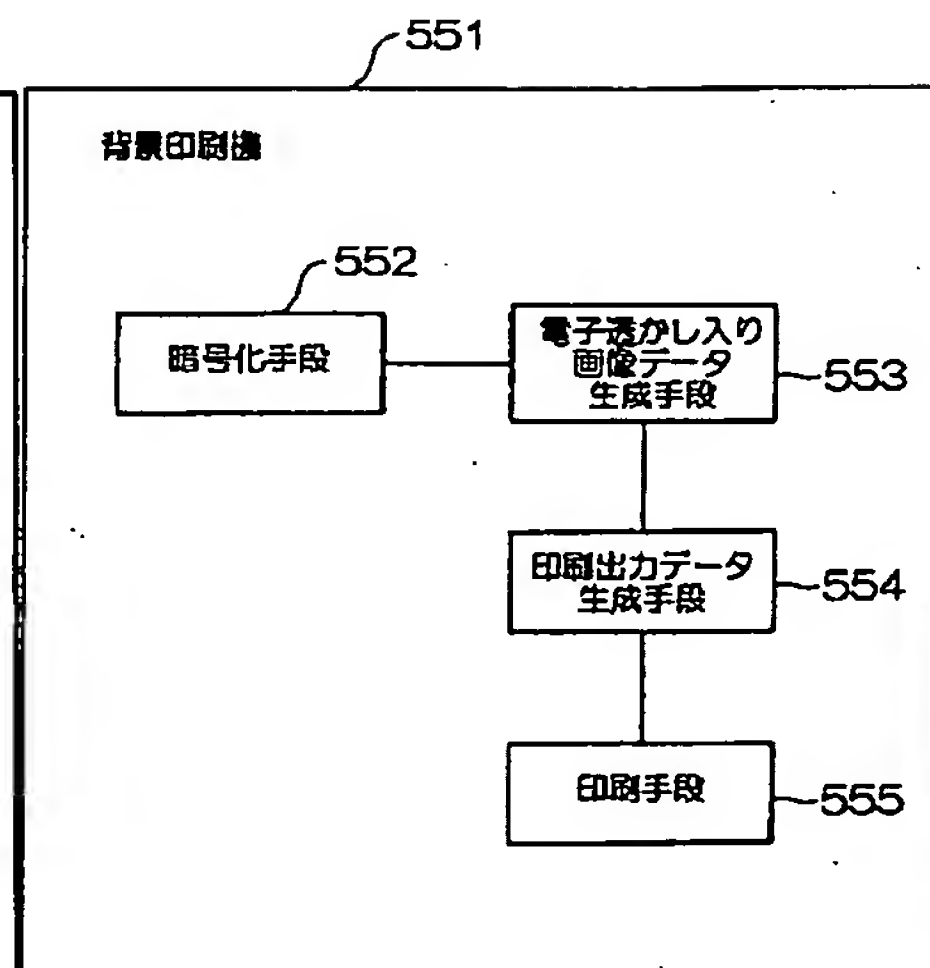 551
背景印刷機
552
暗号化手段
電子透かし入り
画像データ
生成手段
553
印刷出力データ
生成手段
554
印刷手段
555